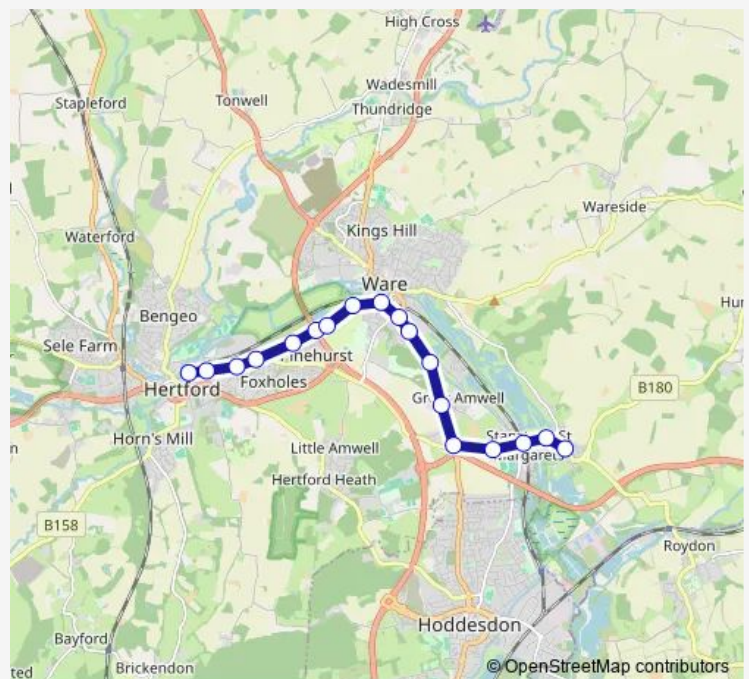 High Cross
Wadesmill
Thundridge
Stapleford
Tonwell
Wareside
Waterford
Kings Hill
Ware
Bengeo
Sele Farm
Hertford
Foxholes
B180
Horn's Mill
Little Amwell
Hertford Heath
B158
Roydon
Hoddesdon
Bayford
Brickendon
© OpenStreetMap contributors